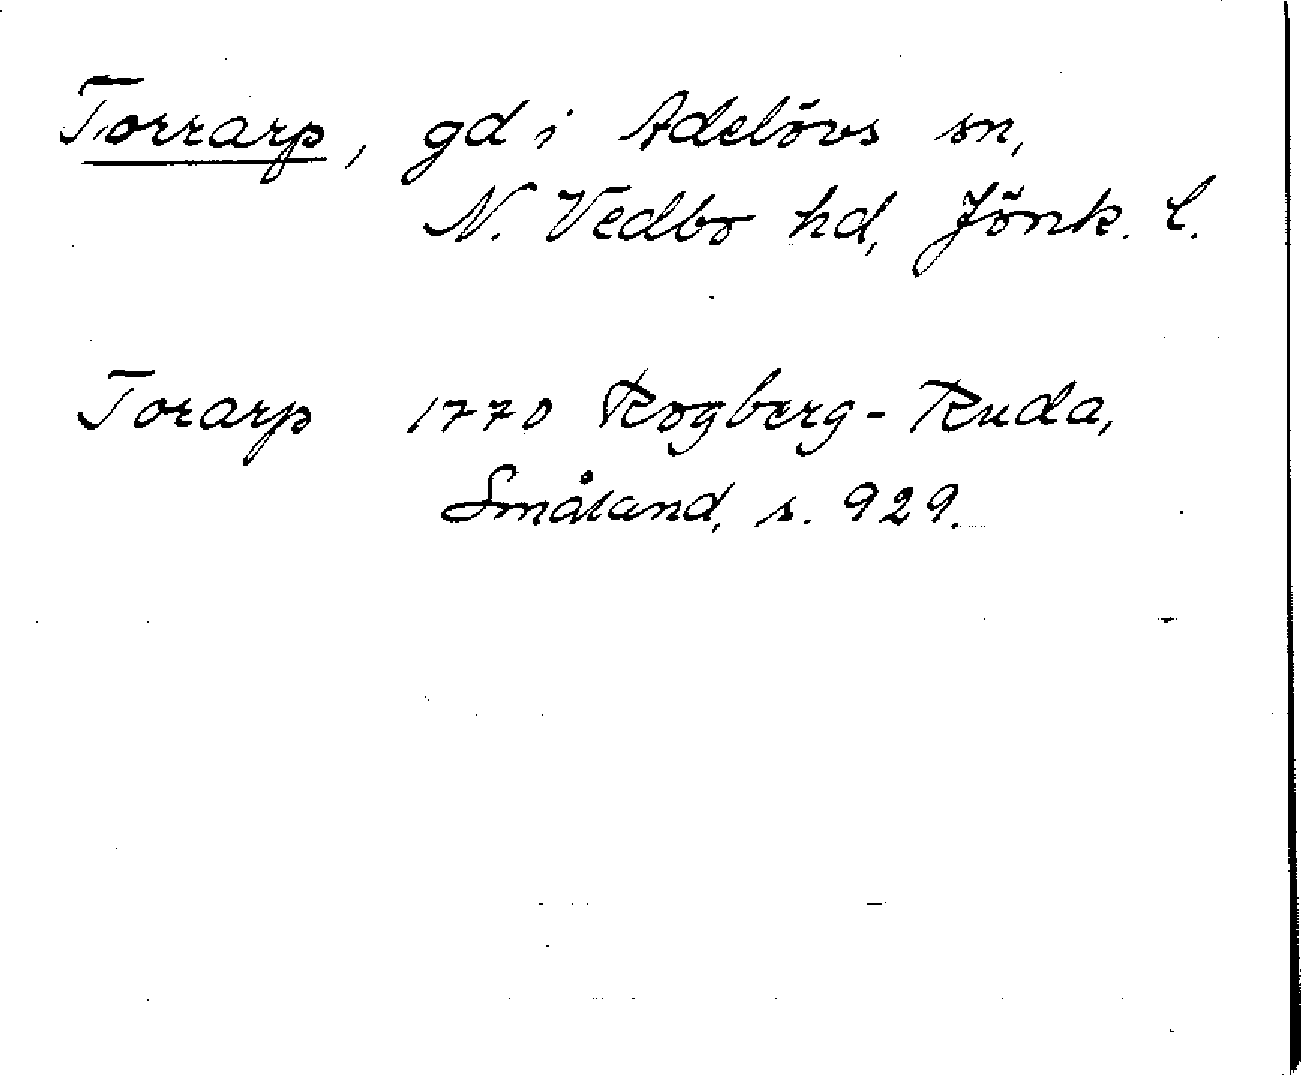 Torrarp, gd i Adelövs sn,
N. Vedbo hd, Jönk. l.
Torarp 1770 Rogberg-Ruda,
Småland, s. 929.